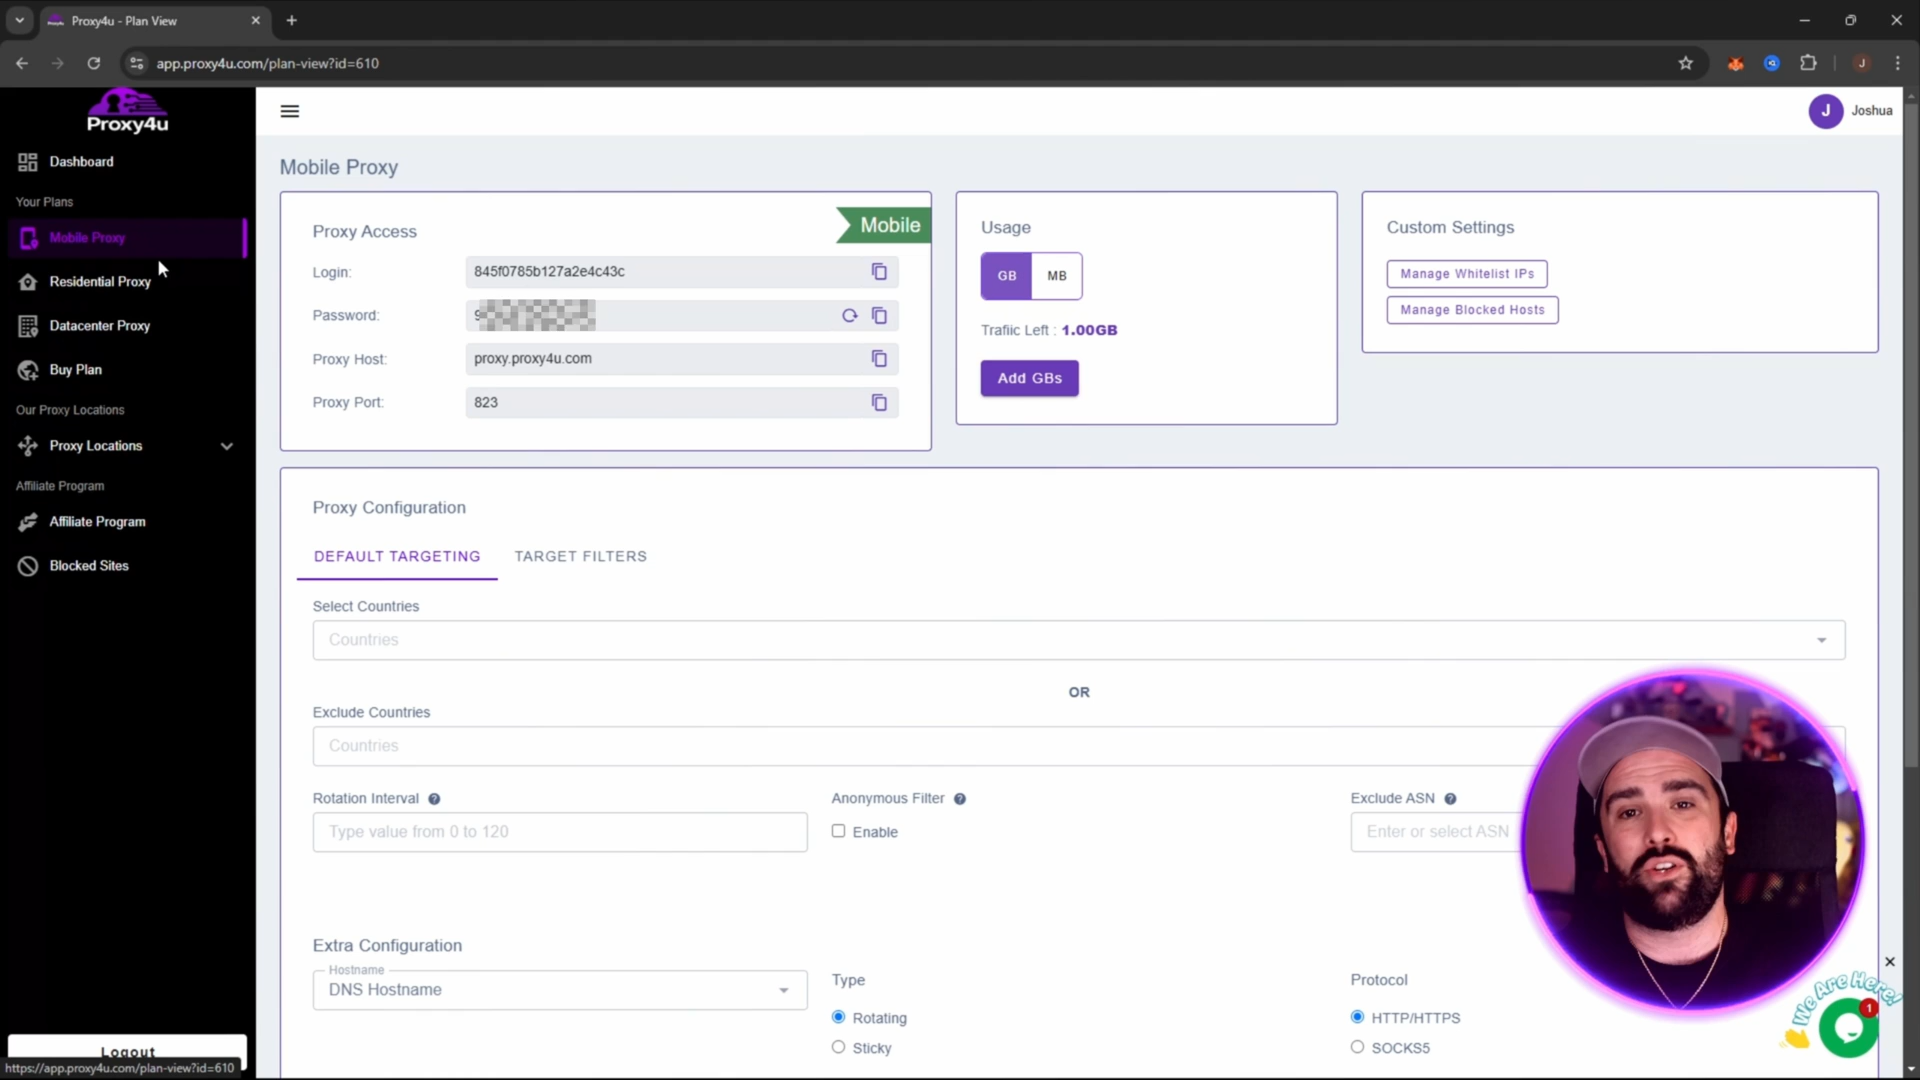 Proxy4u - Plan View
app.proxy4u.com/plan-view?id=610
J
Proxy4u
J
Joshua
Dashboard
Your Plans
Mobile Proxy
Residential Proxy
Datacenter Proxy
Buy Plan
Our Proxy Locations
Proxy Locations
Affiliate Program
Affiliate Program
Blocked Sites
Logout
https://app.proxy4u.com/plan-view?id=610
Mobile Proxy
Proxy Access
Mobile
Login:
845f0785b127a2e4c43c
Password:
9
Proxy Host:
proxy.proxy4u.com
Proxy Port:
823
Usage
GB
MB
Trafiic Left : 1.00GB
Add GBs
Custom Settings
Manage Whitelist IPs
Manage Blocked Hosts
Proxy Configuration
DEFAULT TARGETING
TARGET FILTERS
Select Countries
Countries
OR
Exclude Countries
Countries
Rotation Interval ?
Type value from 0 to 120
Anonymous Filter ?
Enable
Exclude ASN ?
Enter or select ASN
Extra Configuration
Hostname
DNS Hostname
Type
Rotating
Sticky
Protocol
HTTP/HTTPS
SOCKS5
We Are Here!
1